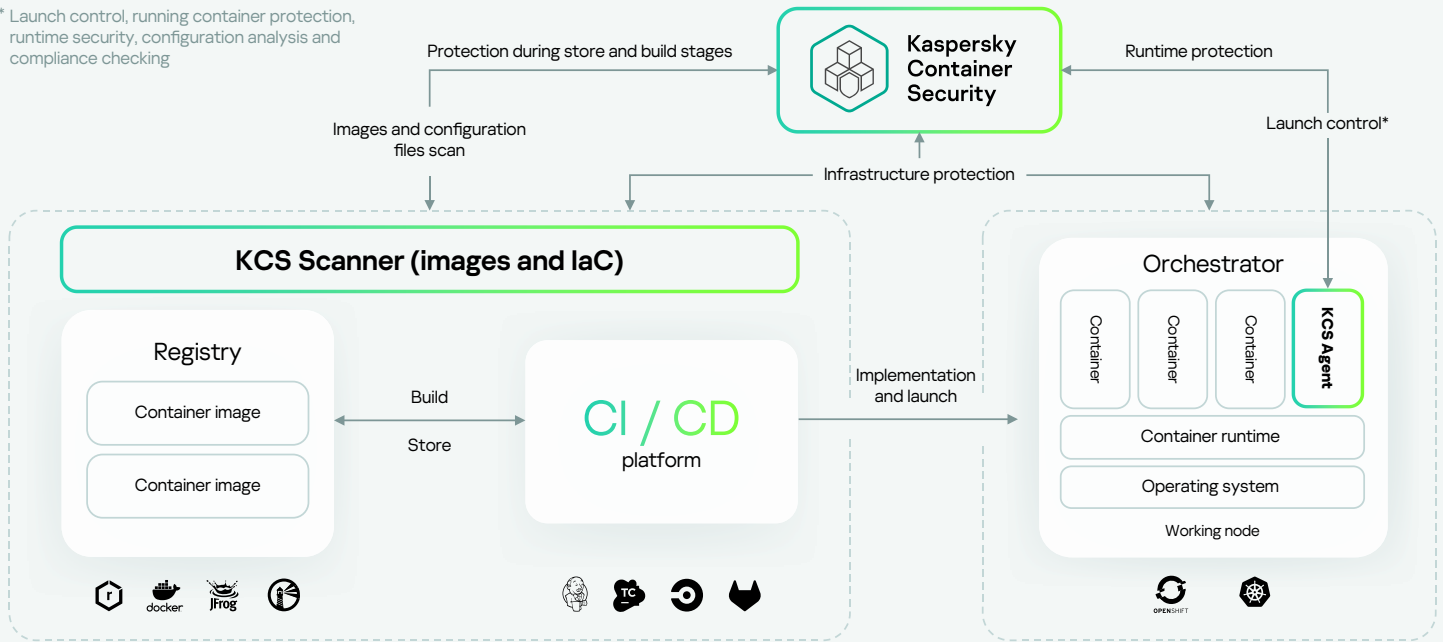 * Launch control, running container protection,
runtime security, configuration analysis and
compliance checking
Protection during store and build stages
Kaspersky
Container
Security
Runtime protection
Images and configuration
files scan
Launch control*
Infrastructure protection
KCS Scanner (images and IaC)
Registry
Container image
Container image
Build
Store
CI / CD
platform
Implementation
and launch
Orchestrator
Container
Container
Container
KCS Agent
Container runtime
Operating system
Working node
r
docker
JFrog
TC
OPENSHIFT